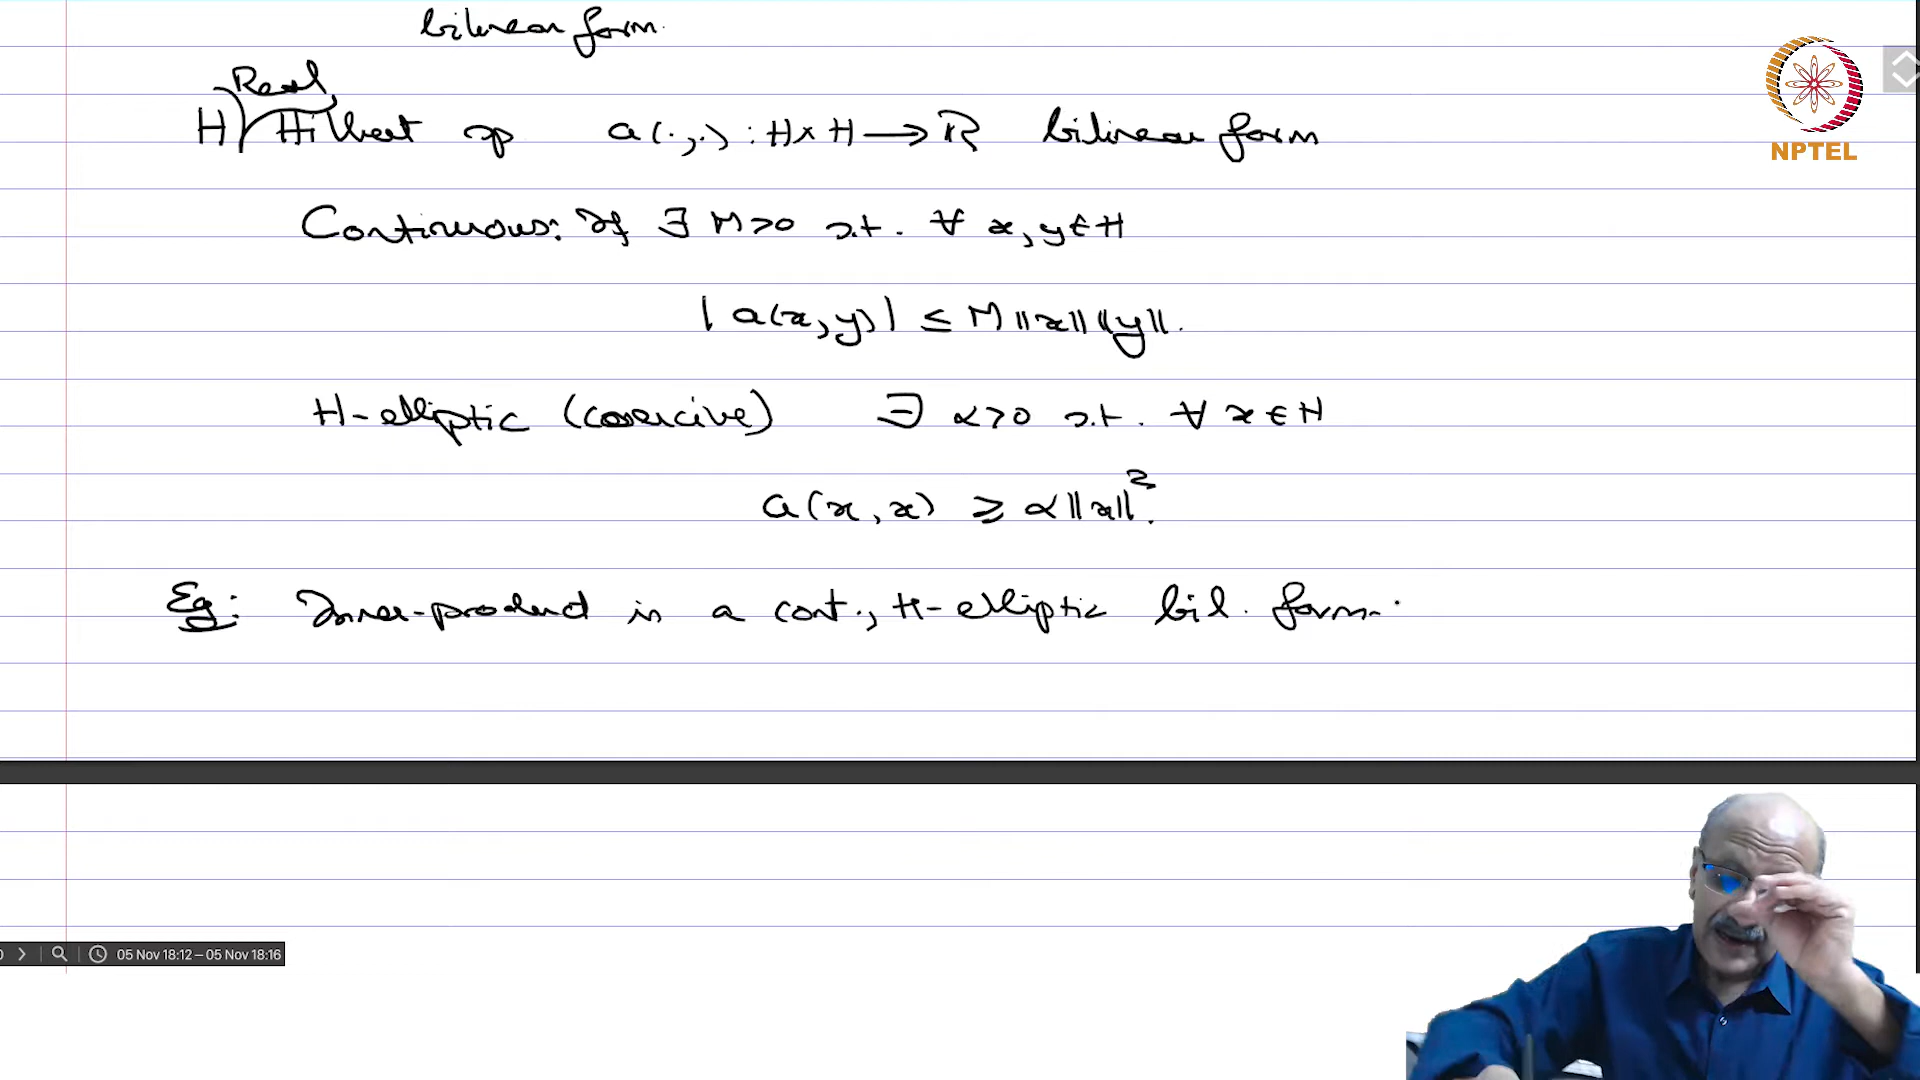 bilinear form.
Real
H Hilbert sp a(.,.) : H x H → ℝ bilinear form
Continuous: If ∃ M>0 s.t. ∀ x, y ∈ H
| a(x,y) | ≤ M ||x|| ||y||.
H-elliptic (coercive) ∃ α>0 s.t. ∀ x ∈ H
a(x,x) ≥ α||x||².
Eg: Inner-product is a cont., H-elliptic bil. form.
NPTEL
05 Nov 18:12 – 05 Nov 18:16